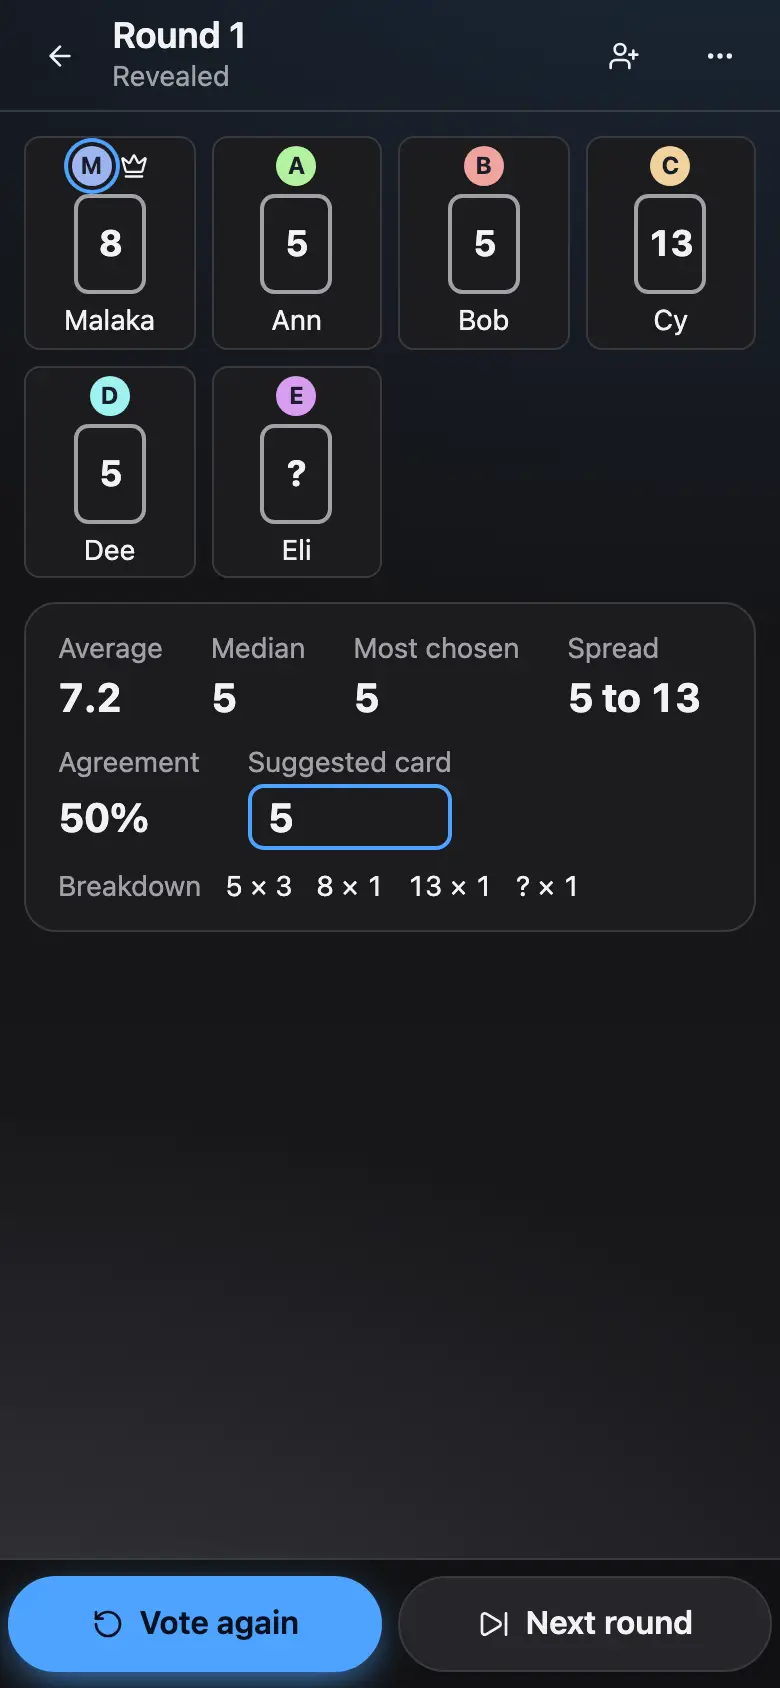 Round 1
Revealed
M A B C
8 5 5 13
Malaka Ann Bob Cy
D E
5 ?
Dee Eli
Average Median Most chosen Spread
7.2 5 5 5 to 13
Agreement Suggested card
50% 5
Breakdown 5 × 3 8 × 1 13 × 1 ? × 1
Vote again Next round